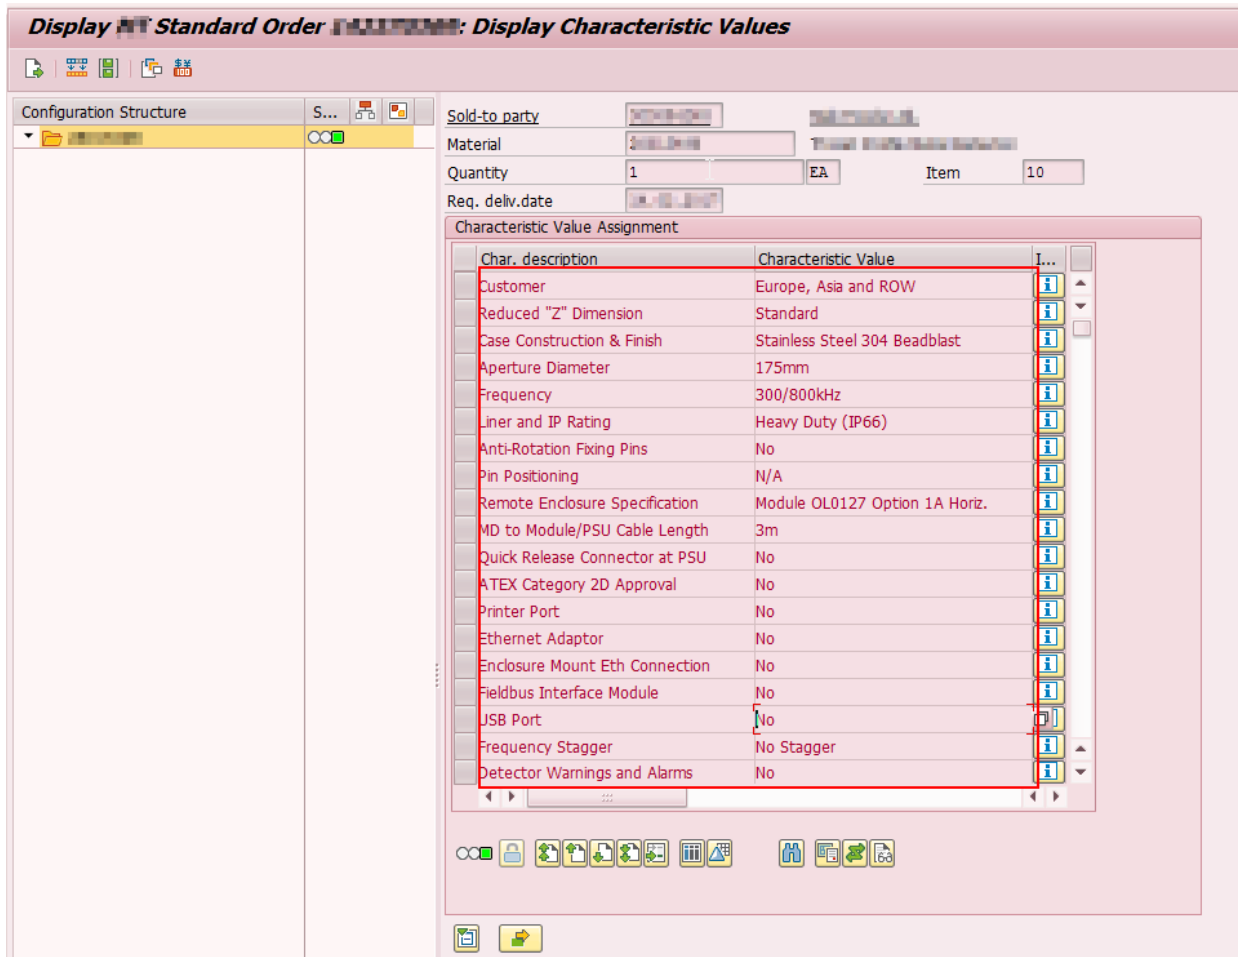 Display Standard Order : Display Characteristic Values
Configuration Structure S...
Sold-to party
Material
Quantity 1 EA Item 10
Req. deliv.date
Characteristic Value Assignment
Char. description Characteristic Value I...
Customer Europe, Asia and ROW
Reduced "Z" Dimension Standard
Case Construction & Finish Stainless Steel 304 Beadblast
Aperture Diameter 175mm
Frequency 300/800kHz
Liner and IP Rating Heavy Duty (IP66)
Anti-Rotation Fixing Pins No
Pin Positioning N/A
Remote Enclosure Specification Module OL0127 Option 1A Horiz.
MD to Module/PSU Cable Length 3m
Quick Release Connector at PSU No
ATEX Category 2D Approval No
Printer Port No
Ethernet Adaptor No
Enclosure Mount Eth Connection No
Fieldbus Interface Module No
USB Port No
Frequency Stagger No Stagger
Detector Warnings and Alarms No